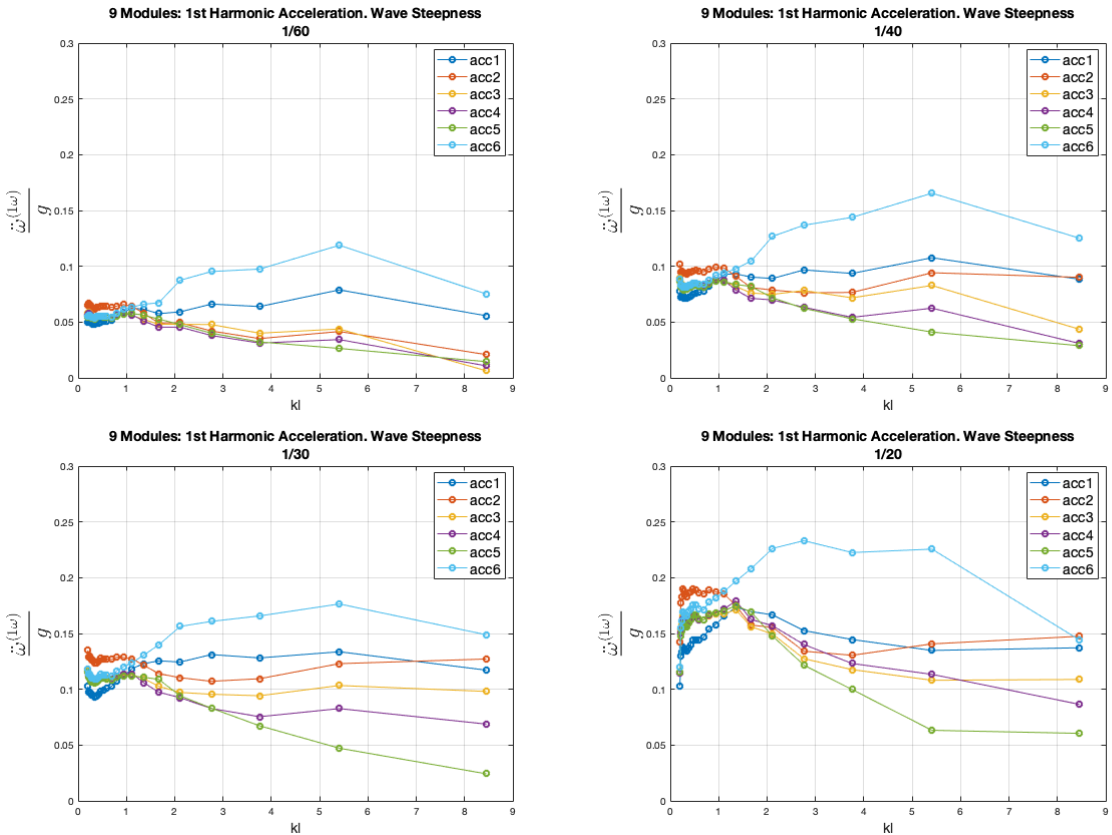 9 Modules: 1st Harmonic Acceleration. Wave Steepness
1/60
0.3
0.25
0.2
0.15
0.1
0.05
0
0 1 2 3 4 5 6 7 8 9
kl
ẅ^(1ω)
g
acc1
acc2
acc3
acc4
acc5
acc6
9 Modules: 1st Harmonic Acceleration. Wave Steepness
1/40
0.3
0.25
0.2
0.15
0.1
0.05
0
0 1 2 3 4 5 6 7 8 9
kl
ẅ^(1ω)
g
acc1
acc2
acc3
acc4
acc5
acc6
9 Modules: 1st Harmonic Acceleration. Wave Steepness
1/30
0.3
0.25
0.2
0.15
0.1
0.05
0
0 1 2 3 4 5 6 7 8 9
kl
ẅ^(1ω)
g
acc1
acc2
acc3
acc4
acc5
acc6
9 Modules: 1st Harmonic Acceleration. Wave Steepness
1/20
0.3
0.25
0.2
0.15
0.1
0.05
0
0 1 2 3 4 5 6 7 8 9
kl
ẅ^(1ω)
g
acc1
acc2
acc3
acc4
acc5
acc6